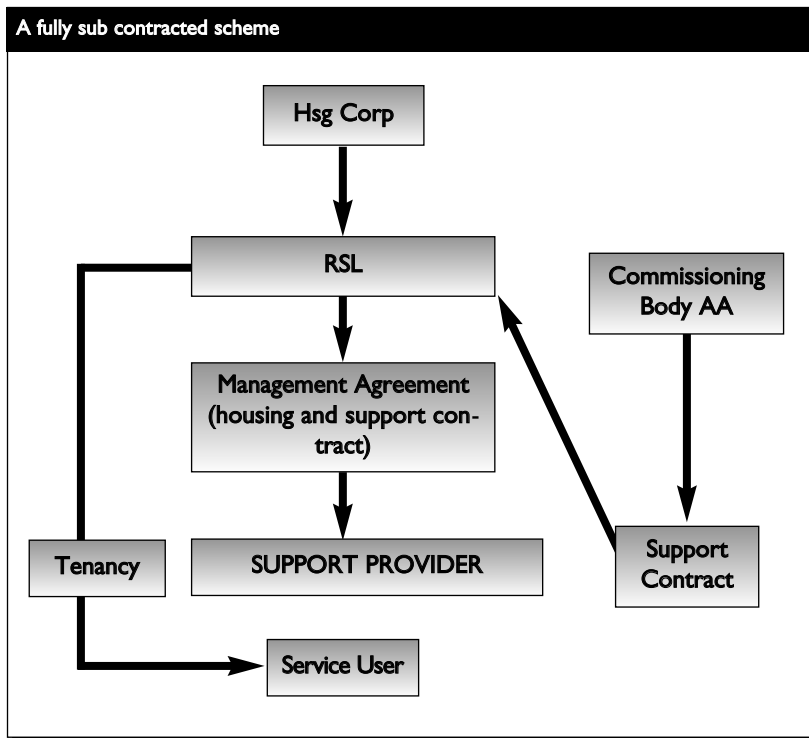 A fully sub contracted scheme
Hsg Corp
RSL
Commissioning
Body AA
Management Agreement
(housing and support con-
tract)
Tenancy
SUPPORT PROVIDER
Support
Contract
Service User